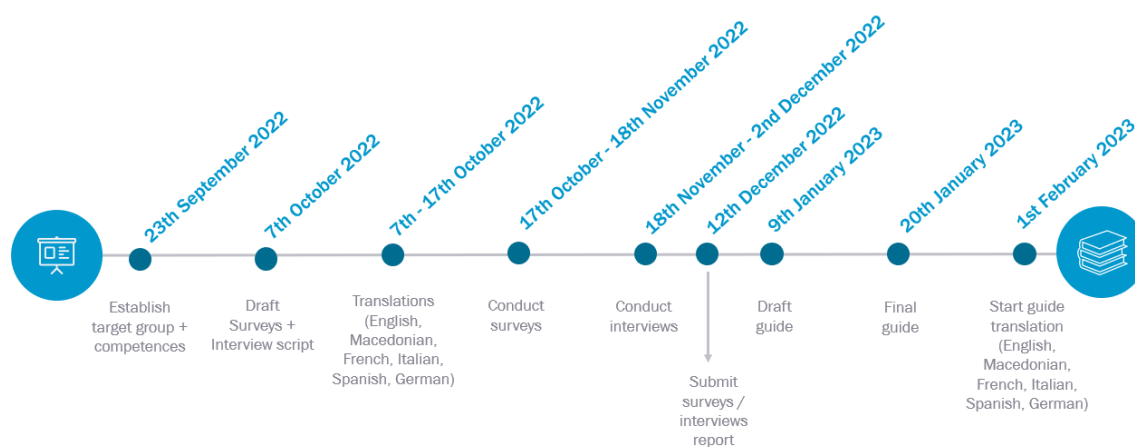 23th September 2022
7th October 2022
7th - 17th October 2022
17th October - 18th November 2022
18th November - 2nd December 2022
12th December 2022
9th January 2023
20th January 2023
1st February 2023
Establish
target group +
competences
Draft
Surveys +
Interview script
Translations
(English,
Macedonian,
French, Italian,
Spanish, German)
Conduct
surveys
Conduct
interviews
Submit
surveys /
interviews
report
Draft
guide
Final
guide
Start guide
translation
(English,
Macedonian,
French, Italian,
Spanish, German)